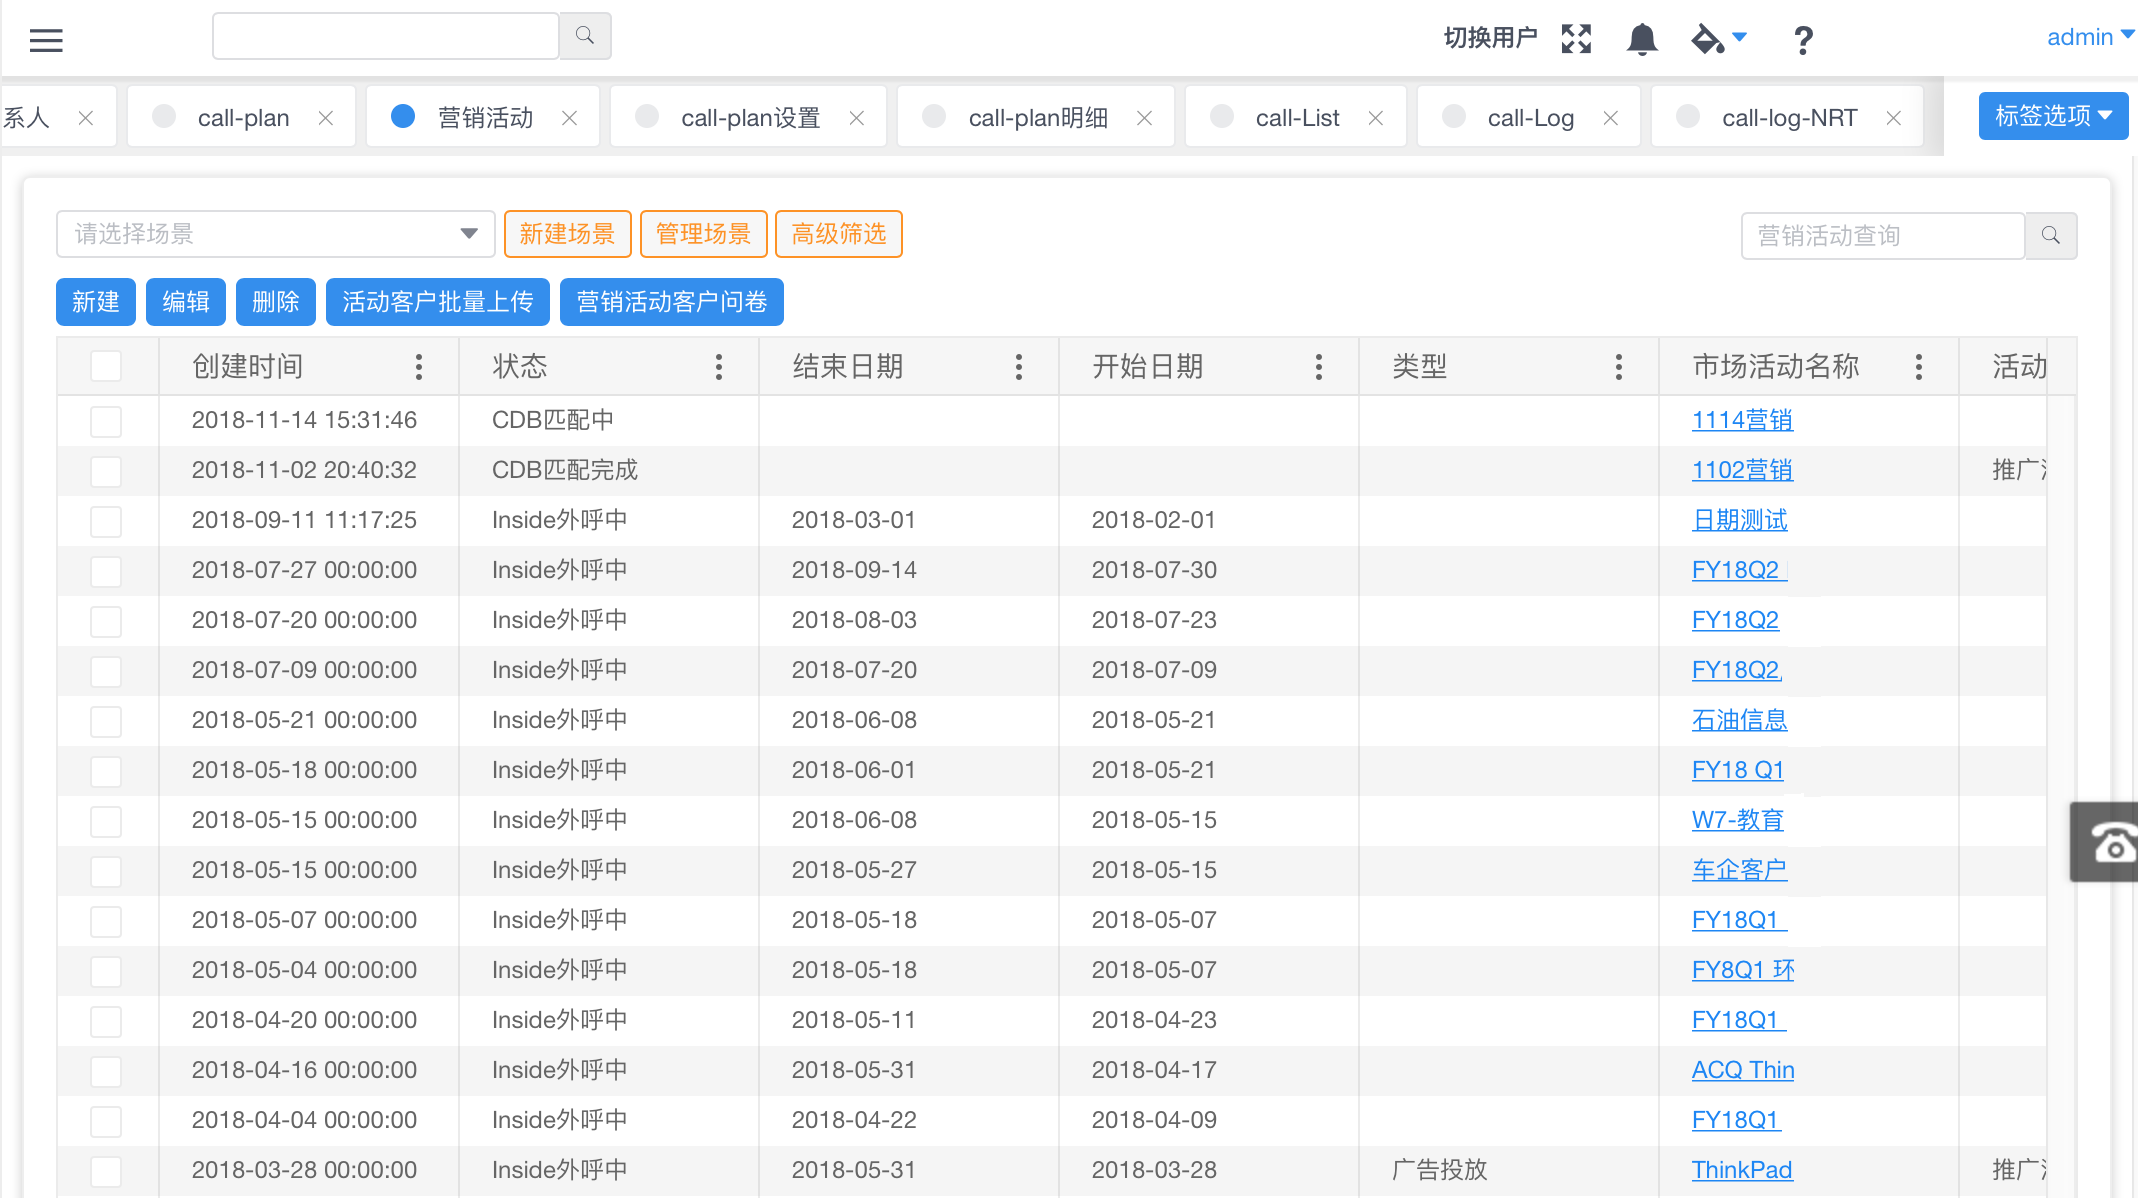 切换用户 admin
系人 call-plan 营销活动 call-plan设置 call-plan明细 call-List call-Log call-log-NRT 标签选项
请选择场景 新建场景 管理场景 高级筛选 营销活动查询
新建 编辑 删除 活动客户批量上传 营销活动客户问卷
创建时间 状态 结束日期 开始日期 类型 市场活动名称 活动
2018-11-14 15:31:46 CDB匹配中 1114营销
2018-11-02 20:40:32 CDB匹配完成 1102营销 推广
2018-09-11 11:17:25 Inside外呼中 2018-03-01 2018-02-01 日期测试
2018-07-27 00:00:00 Inside外呼中 2018-09-14 2018-07-30 FY18Q2
2018-07-20 00:00:00 Inside外呼中 2018-08-03 2018-07-23 FY18Q2
2018-07-09 00:00:00 Inside外呼中 2018-07-20 2018-07-09 FY18Q2
2018-05-21 00:00:00 Inside外呼中 2018-06-08 2018-05-21 石油信息
2018-05-18 00:00:00 Inside外呼中 2018-06-01 2018-05-21 FY18 Q1
2018-05-15 00:00:00 Inside外呼中 2018-06-08 2018-05-15 W7-教育
2018-05-15 00:00:00 Inside外呼中 2018-05-27 2018-05-15 车企客户
2018-05-07 00:00:00 Inside外呼中 2018-05-18 2018-05-07 FY18Q1
2018-05-04 00:00:00 Inside外呼中 2018-05-18 2018-05-07 FY8Q1 环
2018-04-20 00:00:00 Inside外呼中 2018-05-11 2018-04-23 FY18Q1
2018-04-16 00:00:00 Inside外呼中 2018-05-31 2018-04-17 ACQ Thin
2018-04-04 00:00:00 Inside外呼中 2018-04-22 2018-04-09 FY18Q1
2018-03-28 00:00:00 Inside外呼中 2018-05-31 2018-03-28 广告投放 ThinkPad 推广